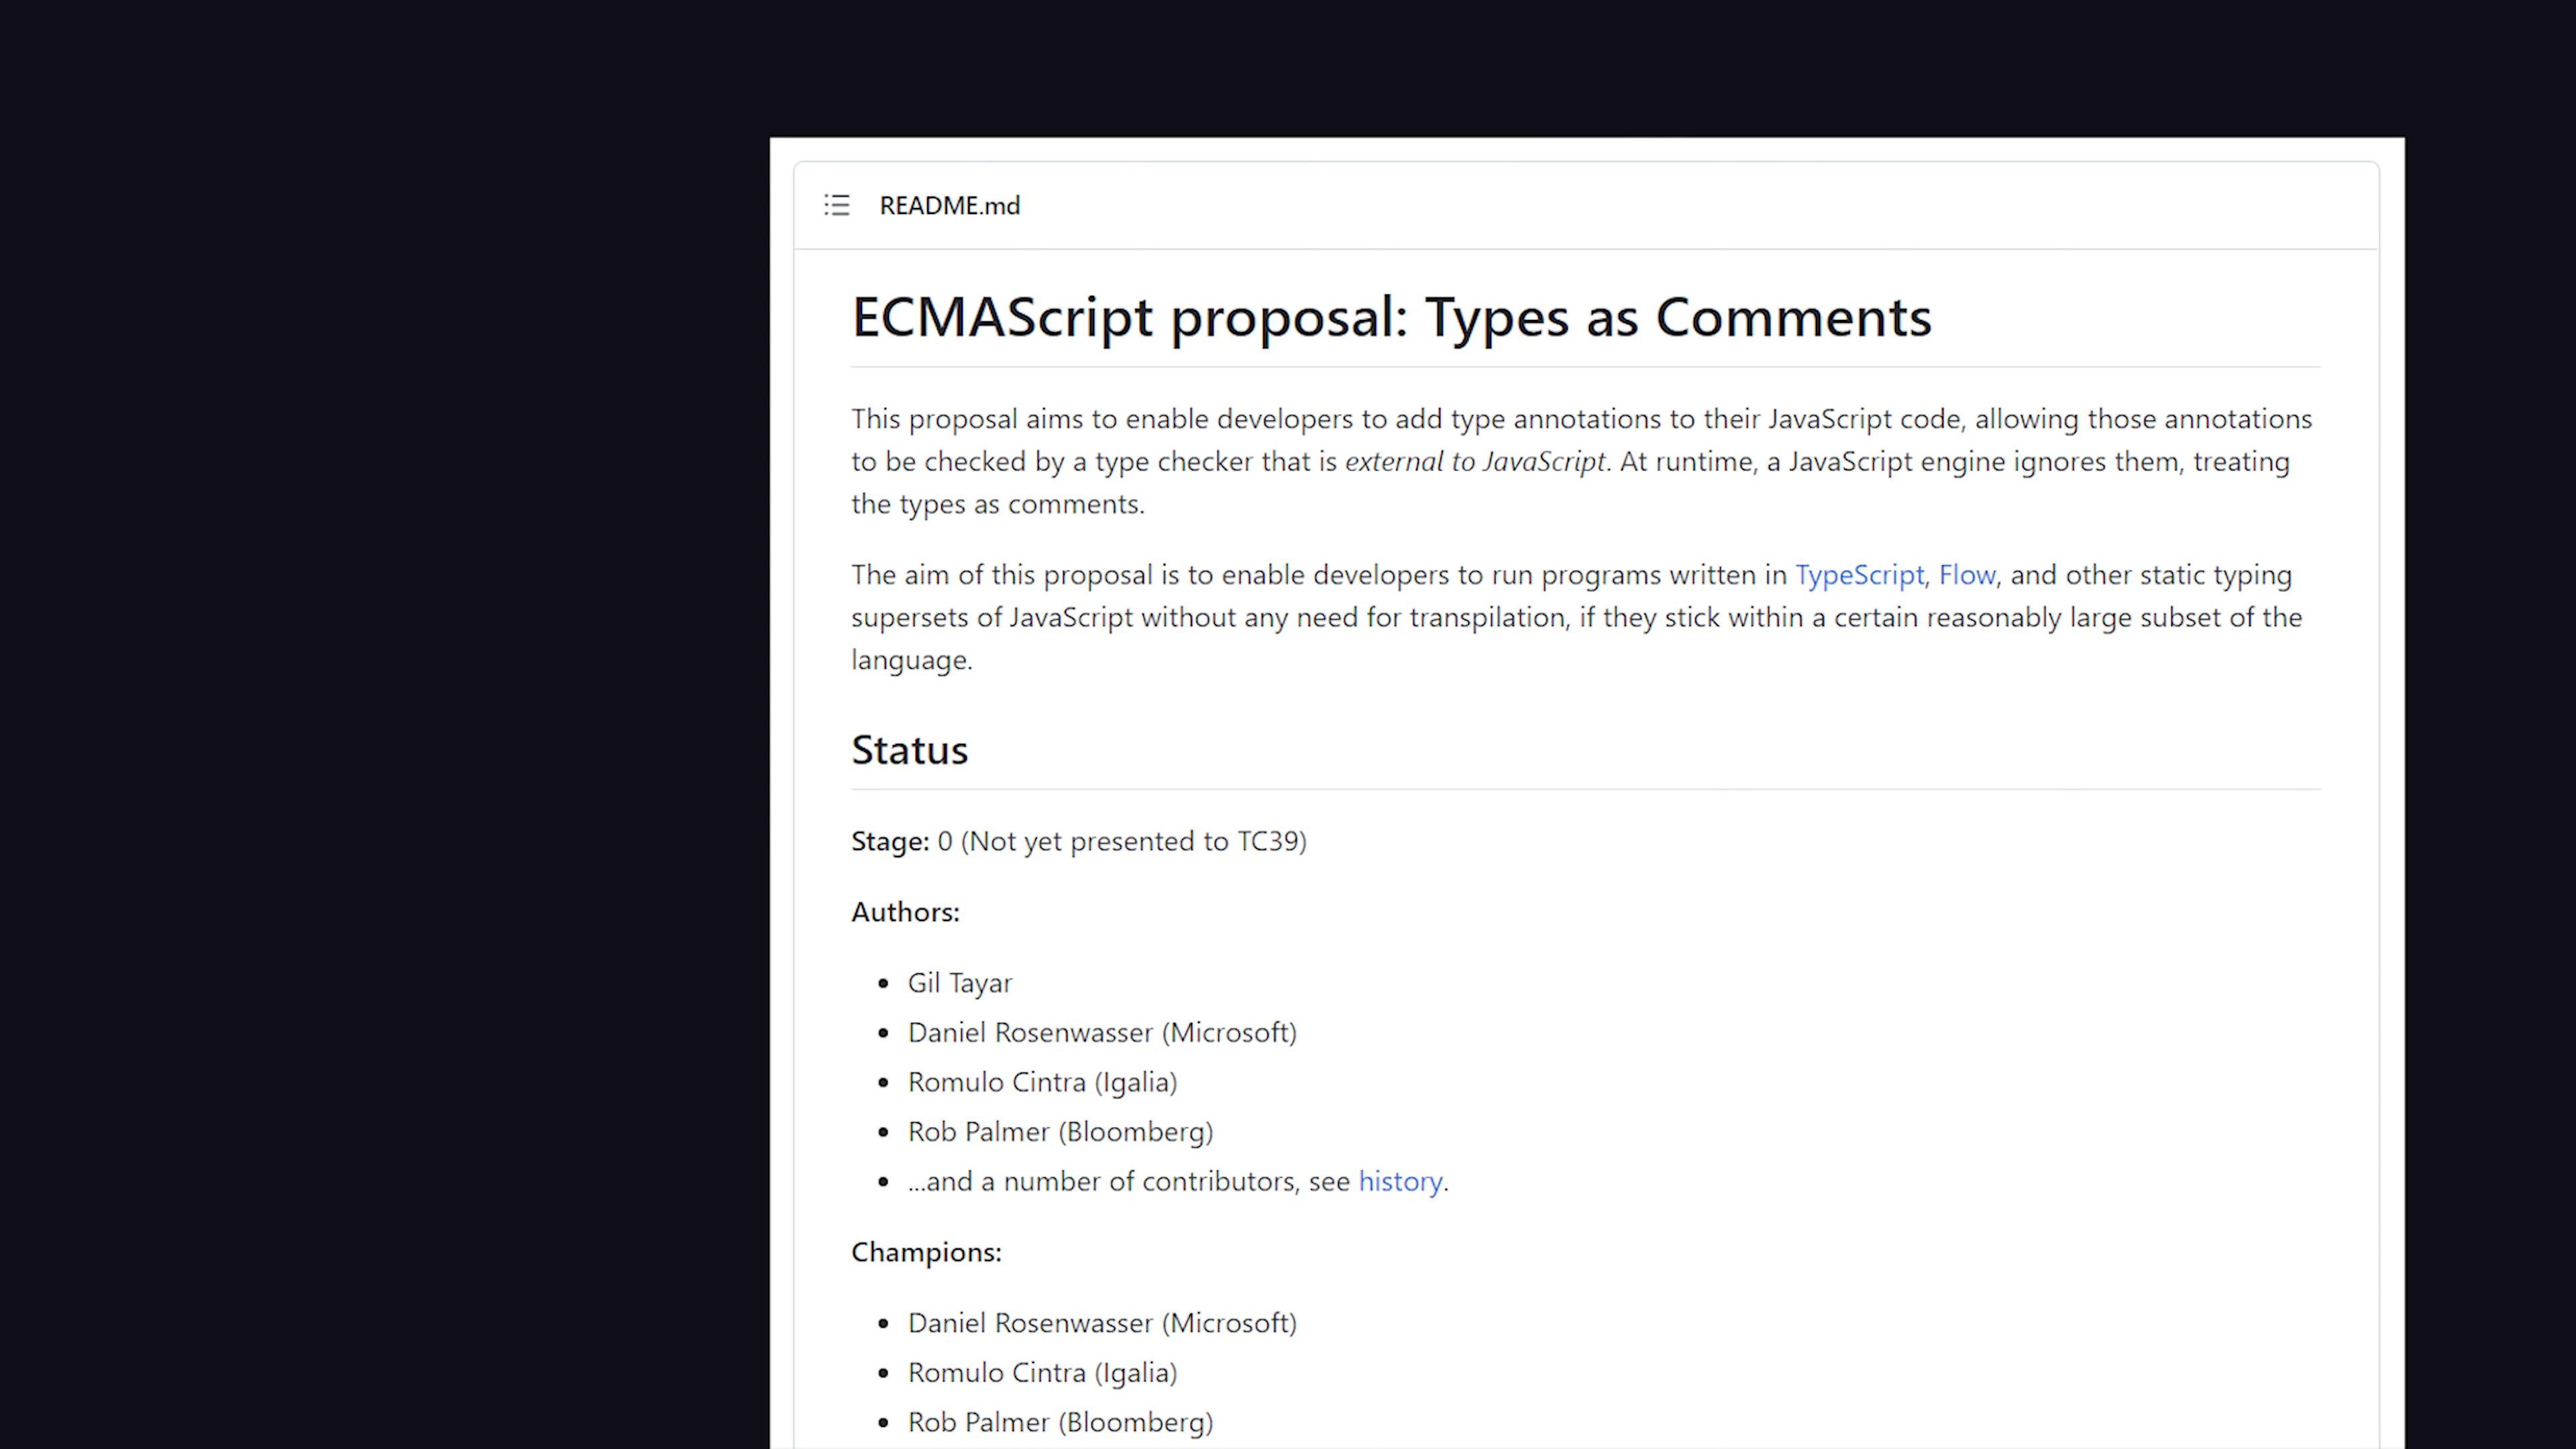 README.md
ECMAScript proposal: Types as Comments
This proposal aims to enable developers to add type annotations to their JavaScript code, allowing those annotations
to be checked by a type checker that is external to JavaScript. At runtime, a JavaScript engine ignores them, treating
the types as comments.
The aim of this proposal is to enable developers to run programs written in TypeScript, Flow, and other static typing
supersets of JavaScript without any need for transpilation, if they stick within a certain reasonably large subset of the
language.
Status
Stage: 0 (Not yet presented to TC39)
Authors:
• Gil Tayar
• Daniel Rosenwasser (Microsoft)
• Romulo Cintra (Igalia)
• Rob Palmer (Bloomberg)
• ...and a number of contributors, see history.
Champions:
• Daniel Rosenwasser (Microsoft)
• Romulo Cintra (Igalia)
• Rob Palmer (Bloomberg)